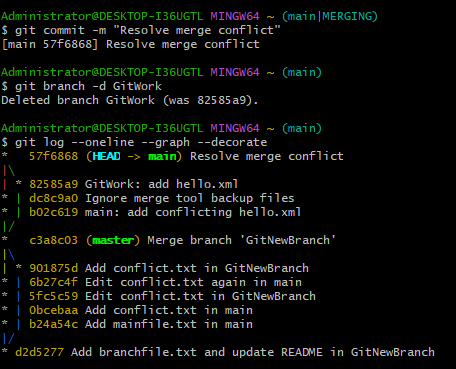 Administrator@DESKTOP-I36UGTL MINGW64 ~ (main|MERGING)
$ git commit -m "Resolve merge conflict"
[main 57f6868] Resolve merge conflict
Administrator@DESKTOP-I36UGTL MINGW64 ~ (main)
$ git branch -d GitWork
Deleted branch GitWork (was 82585a9).
Administrator@DESKTOP-I36UGTL MINGW64 ~ (main)
$ git log --oneline --graph --decorate
*   57f6868 (HEAD -> main) Resolve merge conflict
|\
| * 82585a9 GitWork: add hello.xml
* | dc8c9a0 Ignore merge tool backup files
* | b02c619 main: add conflicting hello.xml
|/
*   c3a8c03 (master) Merge branch 'GitNewBranch'
|\
| * 901875d Add conflict.txt in GitNewBranch
* | 6b27c4f Edit conflict.txt again in main
* | 5fc5c59 Edit conflict.txt in GitNewBranch
* | 0bcebaa Add conflict.txt in main
* | b24a54c Add mainfile.txt in main
|/
* d2d5277 Add branchfile.txt and update README in GitNewBranch